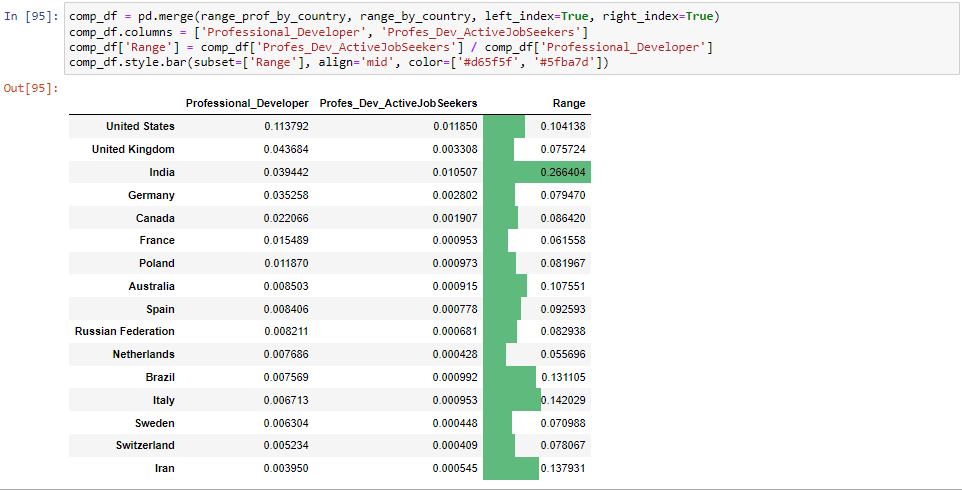 In [95]: comp_df = pd.merge(range_prof_by_country, range_by_country, left_index=True, right_index=True)
comp_df.columns = ['Professional_Developer', 'Profes_Dev_ActiveJobSeekers']
comp_df['Range'] = comp_df['Profes_Dev_ActiveJobSeekers'] / comp_df['Professional_Developer']
comp_df.style.bar(subset=['Range'], align='mid', color=['#d65f5f', '#5fba7d'])
Out[95]:
Professional_Developer Profes_Dev_ActiveJobSeekers Range
United States 0.113792 0.011850 0.104138
United Kingdom 0.043684 0.003308 0.075724
India 0.039442 0.010507 0.266404
Germany 0.035258 0.002802 0.079470
Canada 0.022066 0.001907 0.086420
France 0.015489 0.000953 0.061558
Poland 0.011870 0.000973 0.081967
Australia 0.008503 0.000915 0.107551
Spain 0.008406 0.000778 0.092593
Russian Federation 0.008211 0.000681 0.082938
Netherlands 0.007686 0.000428 0.055696
Brazil 0.007569 0.000992 0.131105
Italy 0.006713 0.000953 0.142029
Sweden 0.006304 0.000448 0.070988
Switzerland 0.005234 0.000409 0.078067
Iran 0.003950 0.000545 0.137931